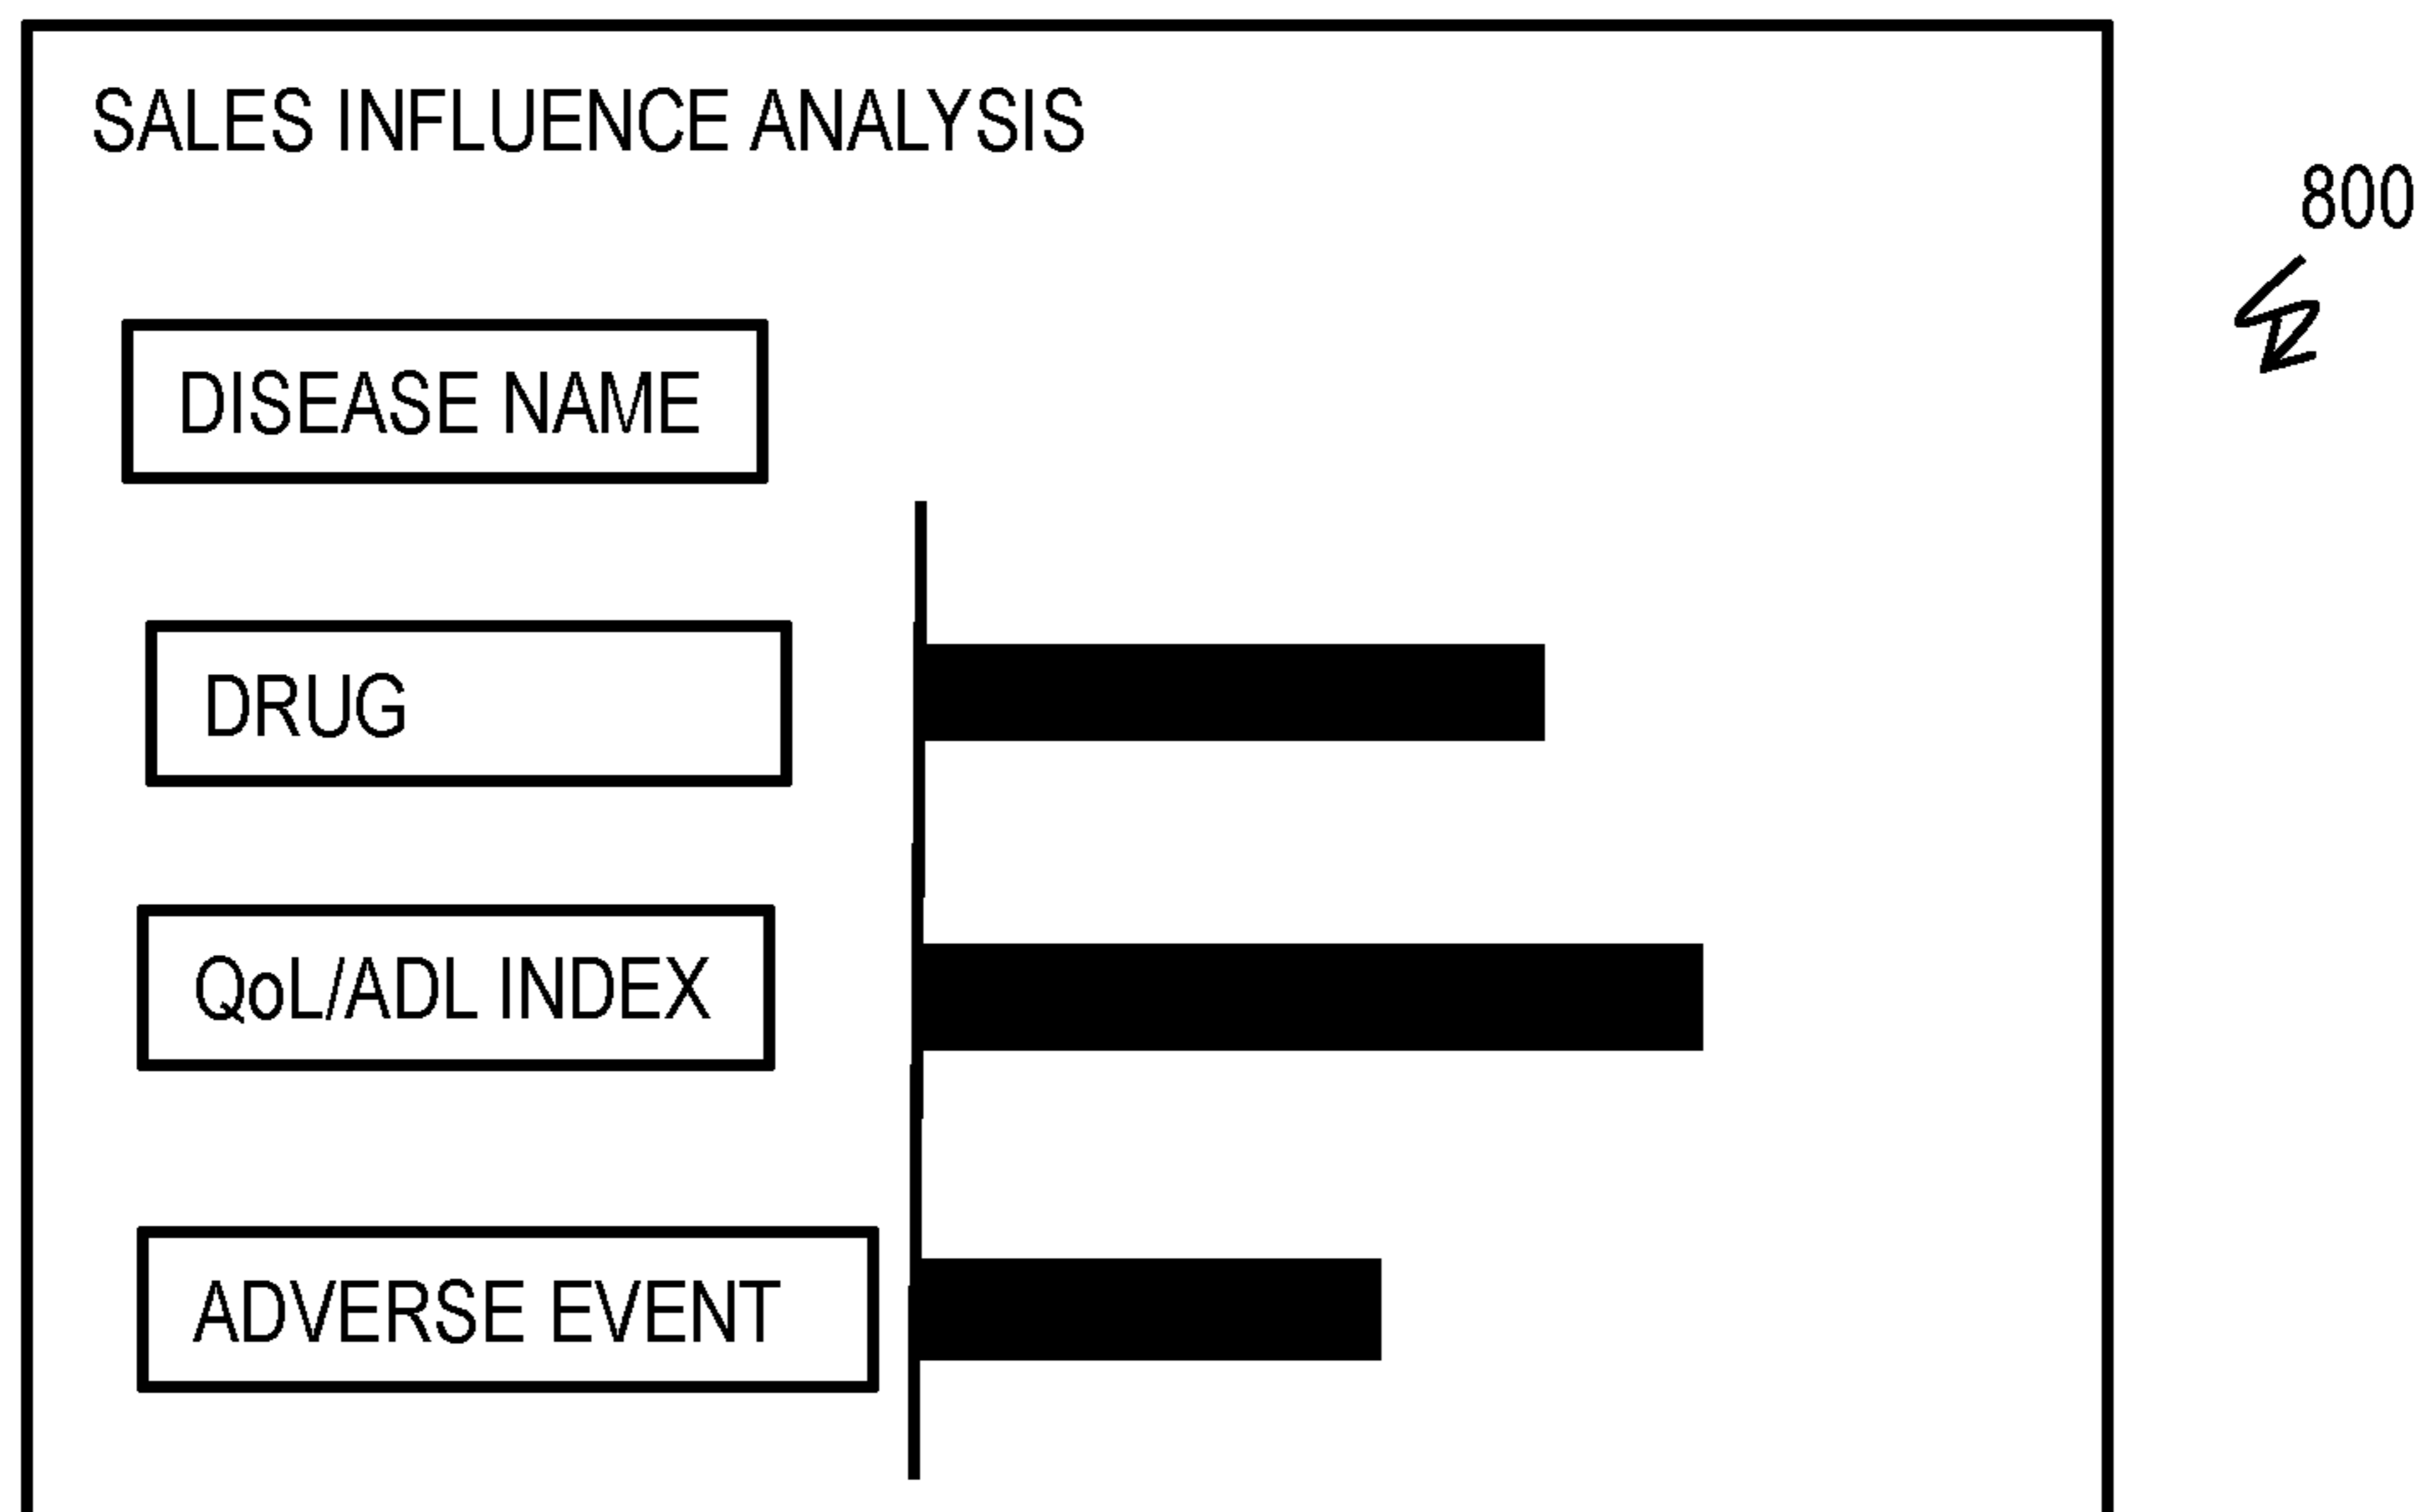 SALES INFLUENCE ANALYSIS
800
DISEASE NAME
DRUG
QoL/ADL INDEX
ADVERSE EVENT